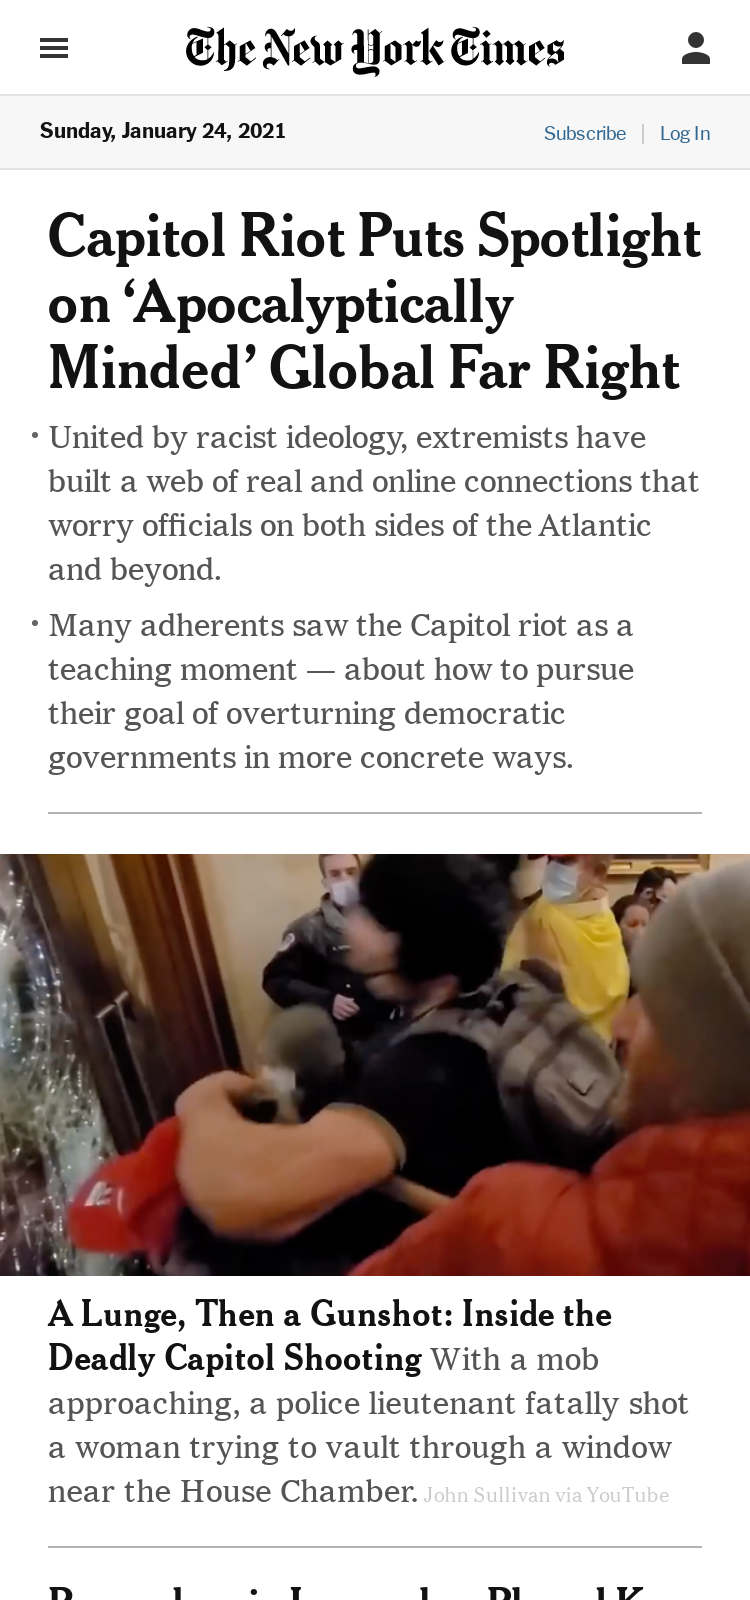 The New York Times
Sunday, January 24, 2021
Subscribe | Log In
Capitol Riot Puts Spotlight
on ‘Apocalyptically
Minded’ Global Far Right
• United by racist ideology, extremists have
built a web of real and online connections that
worry officials on both sides of the Atlantic
and beyond.
• Many adherents saw the Capitol riot as a
teaching moment — about how to pursue
their goal of overturning democratic
governments in more concrete ways.
A Lunge, Then a Gunshot: Inside the
Deadly Capitol Shooting With a mob
approaching, a police lieutenant fatally shot
a woman trying to vault through a window
near the House Chamber. John Sullivan via YouTube